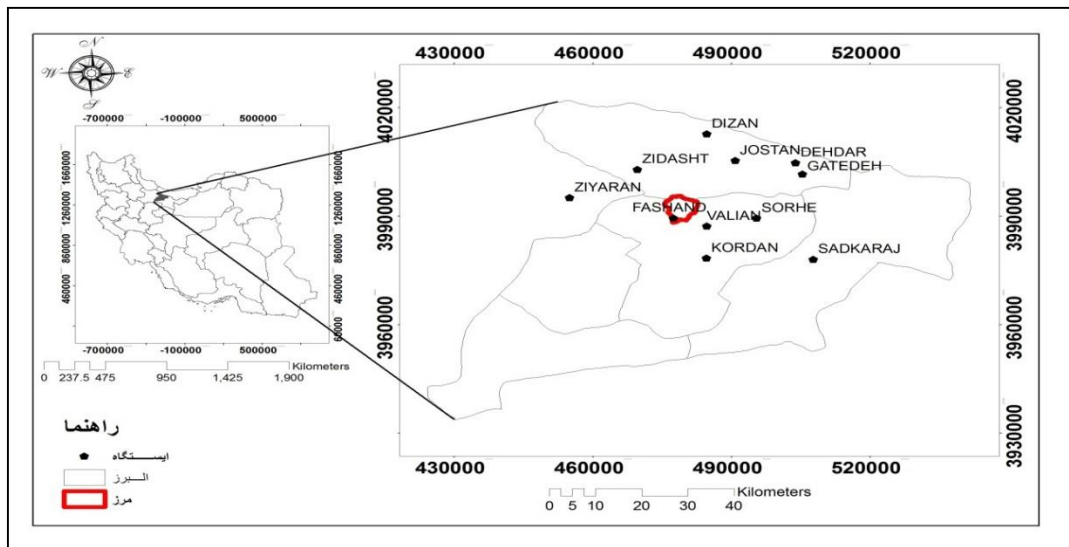 N
W E
S
-700000 -100000 500000
1660000
1260000
860000
460000
60000
1660000
1260000
860000
460000
60000
-700000 -100000 500000
Kilometers
0 237.5 475 950 1,425 1,900
راهنما
ایستگاه
البرز
مرز
430000 460000 490000 520000
4020000
3990000
3960000
3930000
DIZAN
JOSTAN DEHDAR
ZIDASHT GATEDEH
ZIYARAN
FASHAND SORHE
VALIAN
KORDAN SADKARAJ
4020000
3990000
3960000
3930000
430000 460000 490000 520000
Kilometers
0 5 10 20 30 40